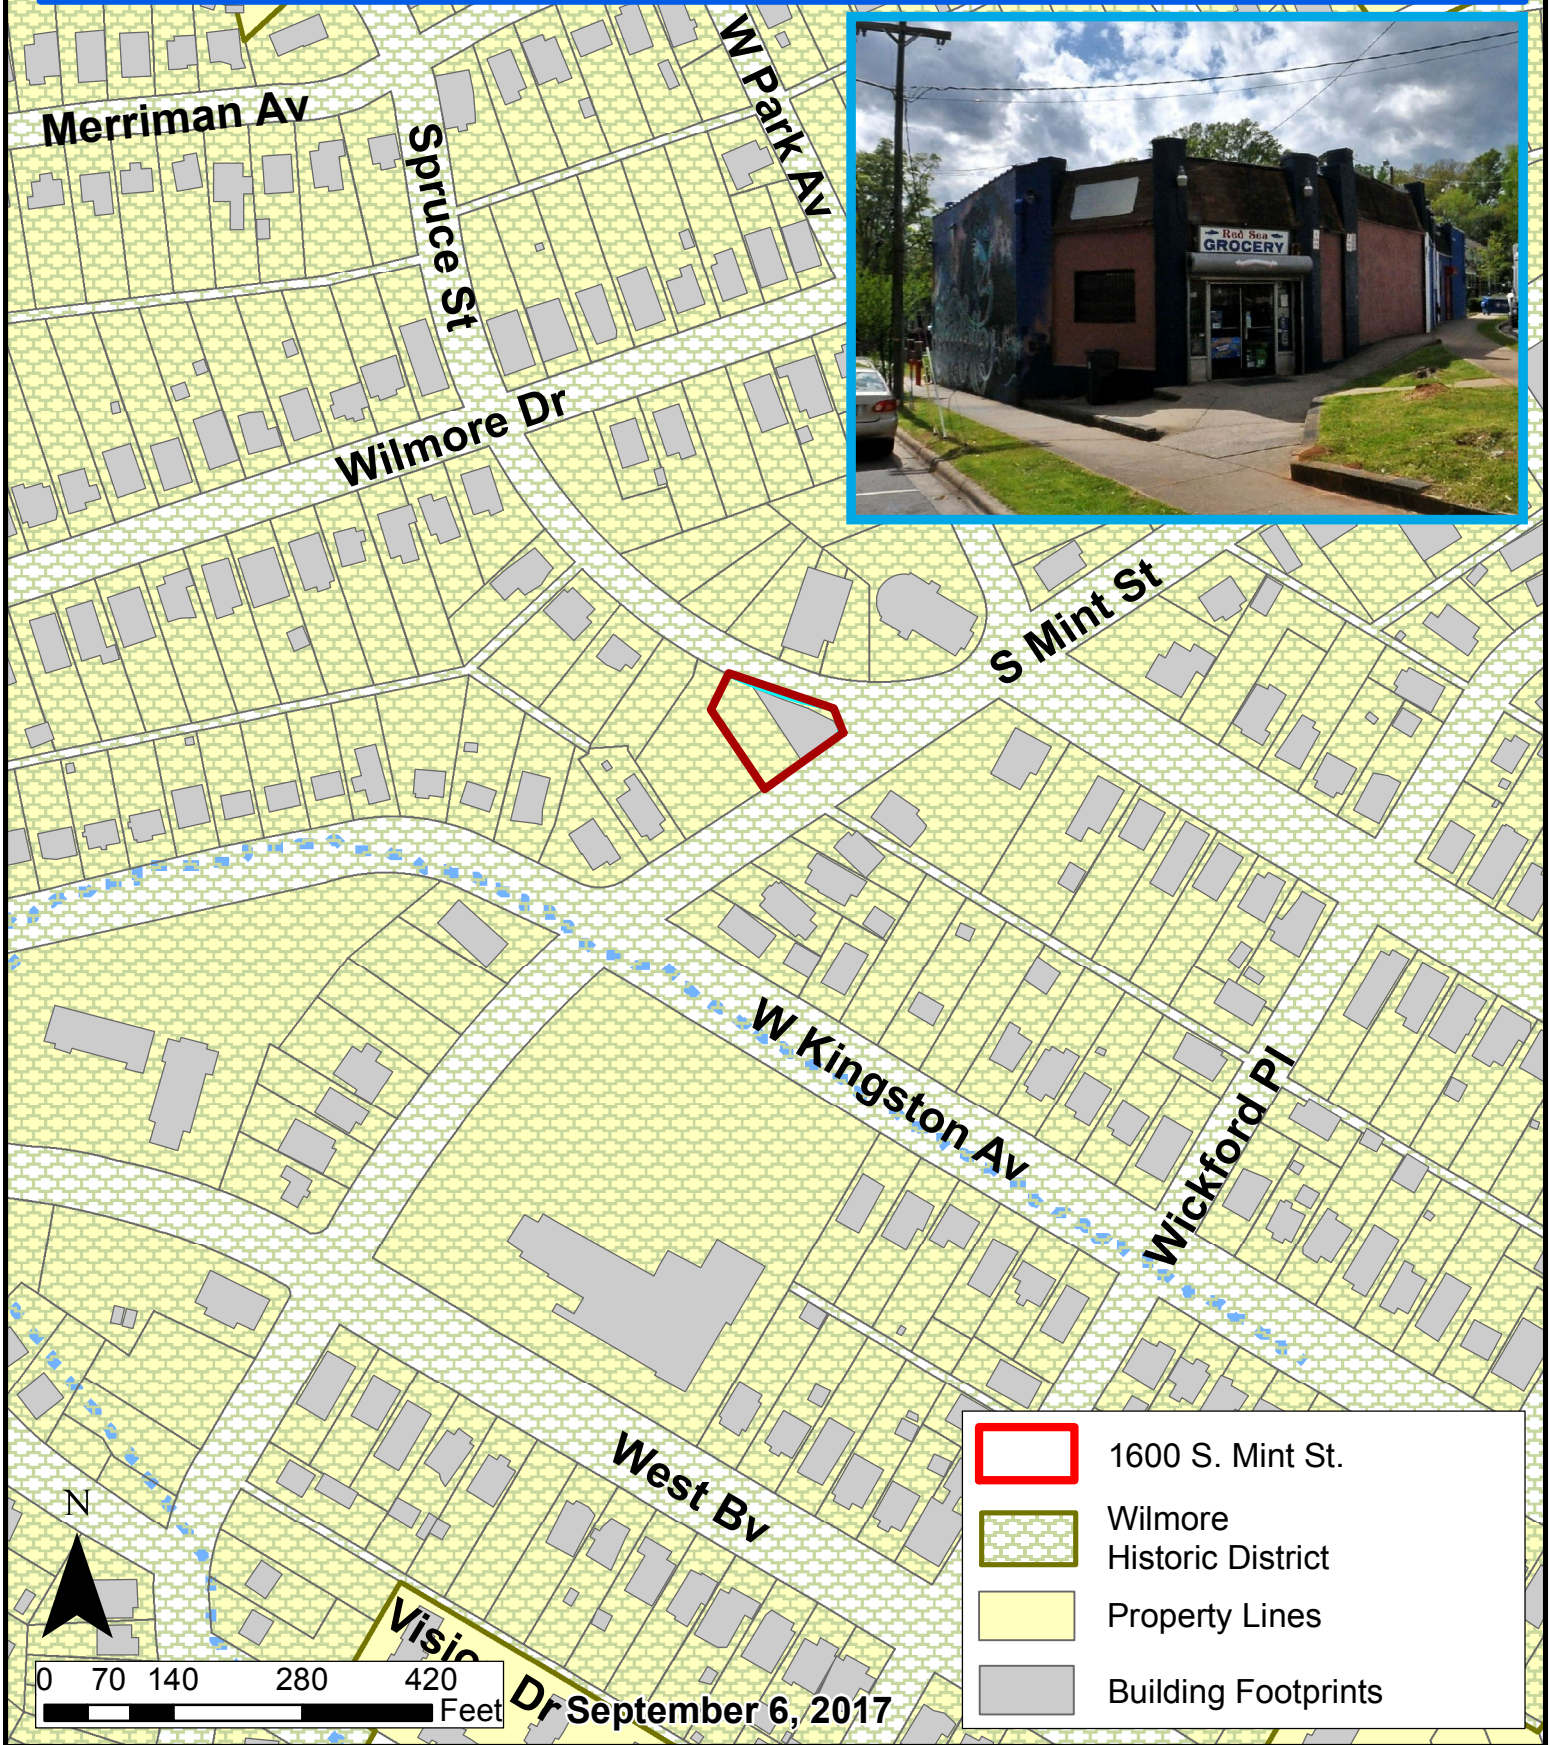 Merriman Av
Spruce St
W Park Av
Red Sea
GROCERY
Wilmore Dr
S Mint St
W Kingston Av
Wickford Pl
West Bv
1600 S. Mint St.
Wilmore
Historic District
Property Lines
Building Footprints
N
0 70 140 280 420
Feet
Dr
September 6, 2017